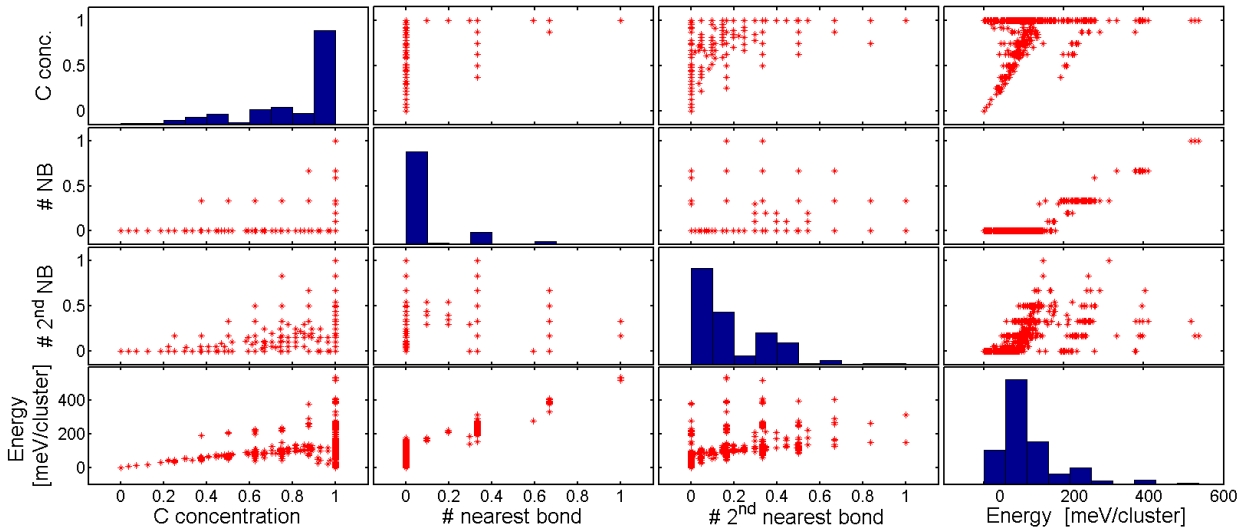 1
0.5
0
C conc.
1
0.5
0
# NB
1
0.5
0
# 2nd NB
400
200
0
Energy
[meV/cluster]
0 0.2 0.4 0.6 0.8 1 0 0.2 0.4 0.6 0.8 1 0 0.2 0.4 0.6 0.8 1 0 200 400 600
C concentration # nearest bond # 2nd nearest bond Energy [meV/cluster]